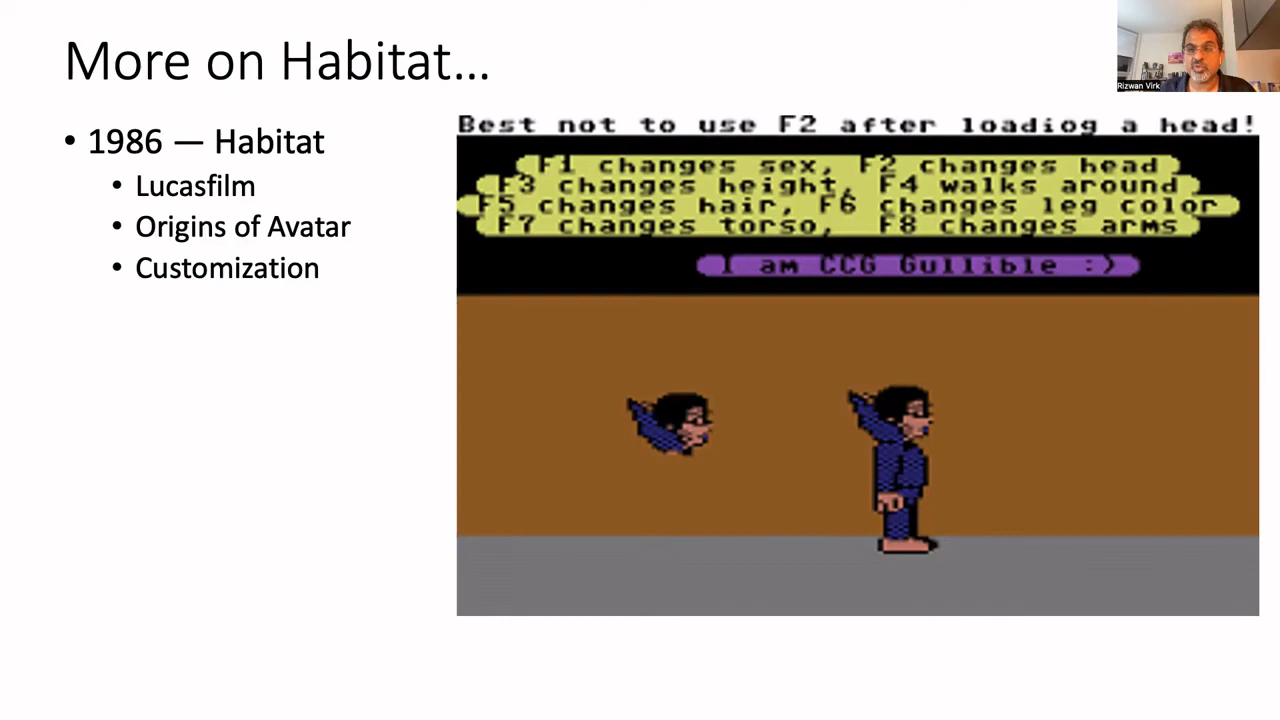 More on Habitat...
Rizwan Virk
• 1986 — Habitat
• Lucasfilm
• Origins of Avatar
• Customization
Best not to use F2 after loadiog a head!
F1 changes sex, F2 changes head
F3 changes height, F4 walks around
F5 changes hair, F6 changes leg color
F7 changes torso, F8 changes arms
I am CCG Gullible :)